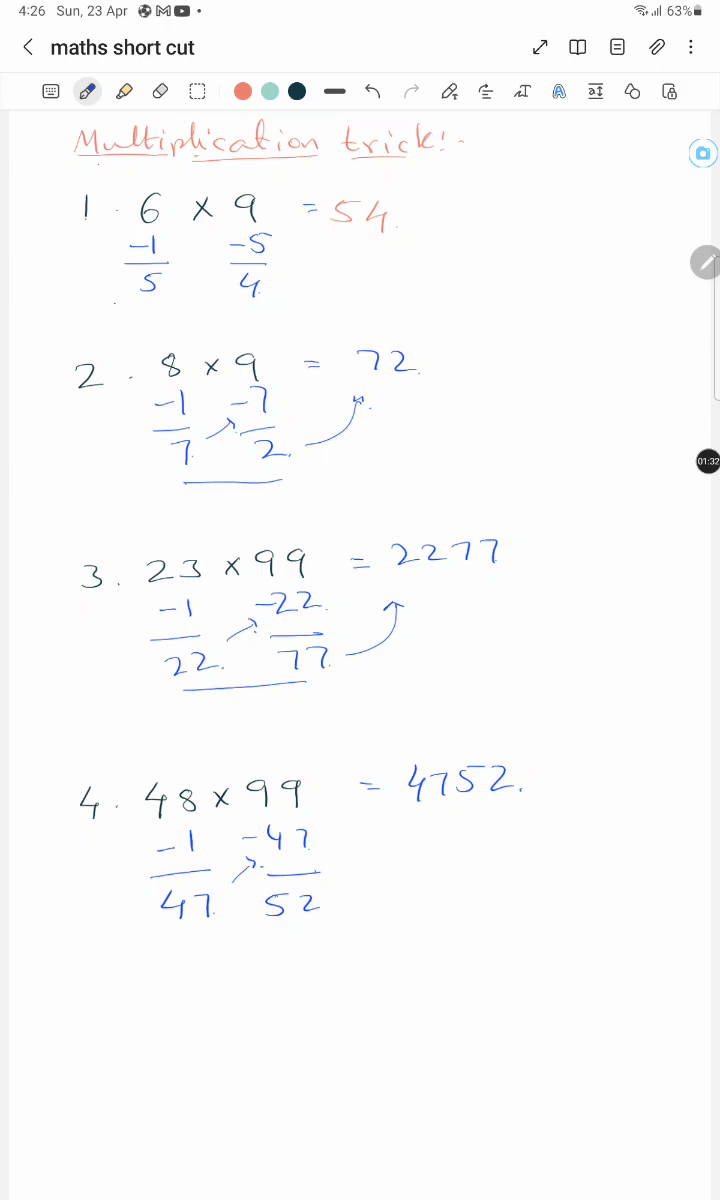 4:26 Sun, 23 Apr 63%
maths short cut
Multiplication trick:-
1. 6 x 9 = 54.
-1 -5
5 4
01:32
2. 8 x 9 = 72.
-1 -7
7 2.
3. 23 x 99 = 2277
-1 -22.
22. 77.
4. 48 x 99 = 4752.
-1 -47
47. 52